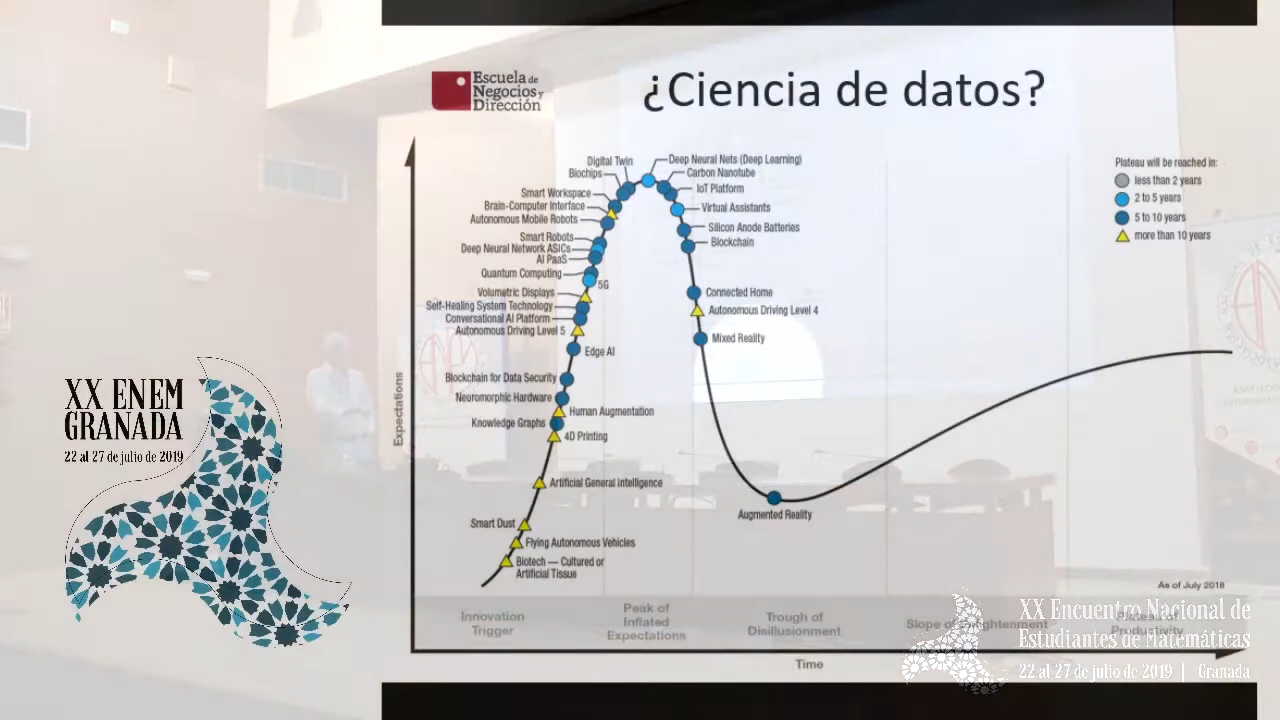 Escuela de
Negocios y
Dirección
¿Ciencia de datos?
Expectations
Digital Twin
Biochips
Smart Workspace
Brain-Computer Interface
Autonomous Mobile Robots
Smart Robots
Deep Neural Network ASICs
AI PaaS
Quantum Computing
5G
Volumetric Displays
Self-Healing System Technology
Conversational AI Platform
Autonomous Driving Level 5
Edge AI
Blockchain for Data Security
Neuromorphic Hardware
Human Augmentation
Knowledge Graphs
4D Printing
Artificial General Intelligence
Smart Dust
Flying Autonomous Vehicles
Biotech — Cultured or
Artificial Tissue
Deep Neural Nets (Deep Learning)
Carbon Nanotube
IoT Platform
Virtual Assistants
Silicon Anode Batteries
Blockchain
Connected Home
Autonomous Driving Level 4
Mixed Reality
Augmented Reality
Plateau will be reached in:
less than 2 years
2 to 5 years
5 to 10 years
more than 10 years
As of July 2018
Innovation
Trigger
Peak of
Inflated
Expectations
Trough of
Disillusionment
Slope of Enlightenment
Plateau of
Productivity
Time
XX ENEM
GRANADA
22 al 27 de julio de 2019
XX Encuentro Nacional de
Estudiantes de Matemáticas
22 al 27 de julio de 2019 | Granada